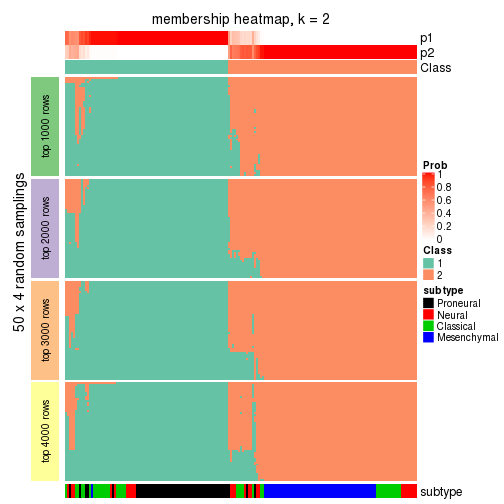 membership heatmap, k = 2
p1
p2
Class
50 x 4 random samplings
top 1000 rows
top 2000 rows
top 3000 rows
top 4000 rows
Prob
1
0.8
0.6
0.4
0.2
0
Class
1
2
subtype
Proneural
Neural
Classical
Mesenchymal
subtype